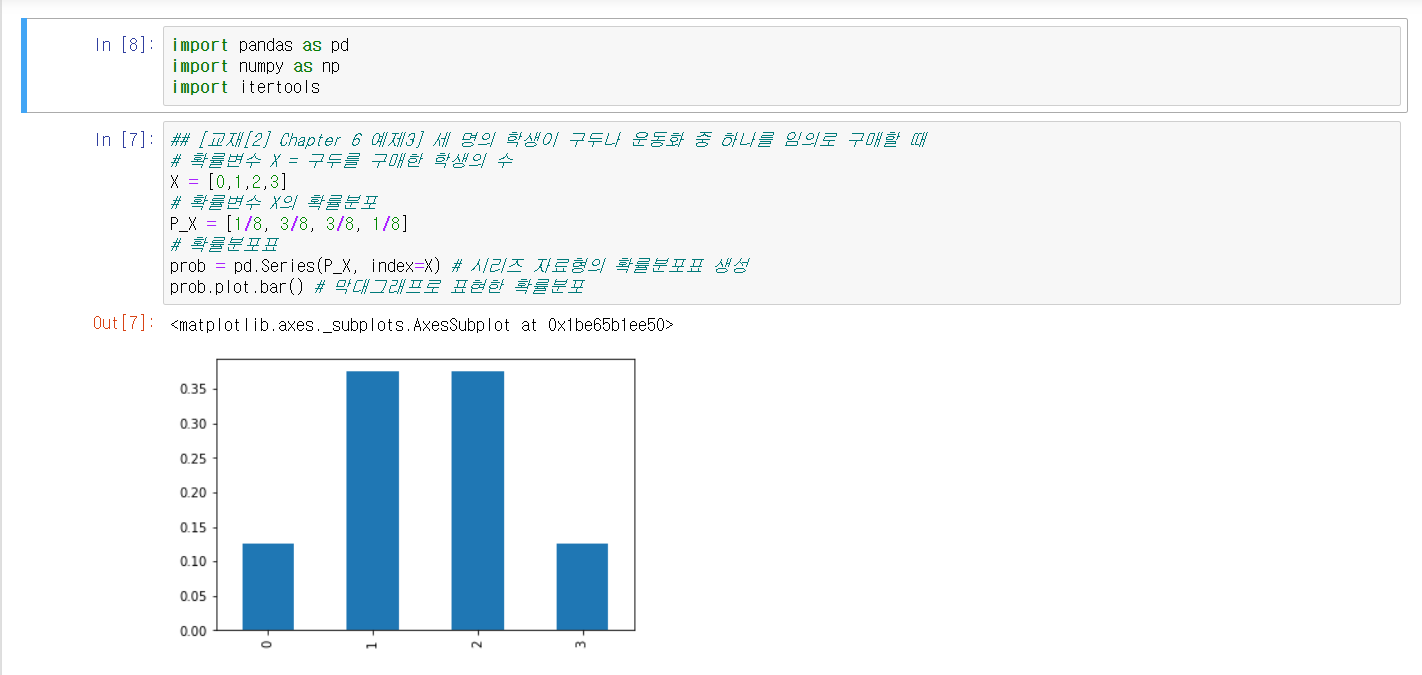 In [8]: import pandas as pd
import numpy as np
import itertools
In [7]: ## [교재[2] Chapter 6 예제3] 세 명의 학생이 구두나 운동화 중 하나를 임의로 구매할 때
# 확률변수 X = 구두를 구매한 학생의 수
X = [0,1,2,3]
# 확률변수 X의 확률분포
P_X = [1/8, 3/8, 3/8, 1/8]
# 확률분포표
prob = pd.Series(P_X, index=X) # 시리즈 자료형의 확률분포표 생성
prob.plot.bar() # 막대그래프로 표현한 확률분포
Out[7]: <matplotlib.axes._subplots.AxesSubplot at 0x1be65b1ee50>
0.35
0.30
0.25
0.20
0.15
0.10
0.05
0.00
0 1 2 3